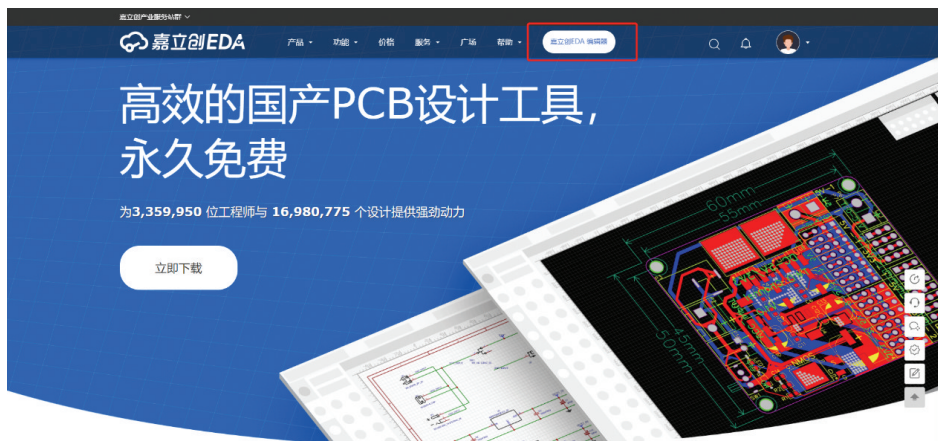 嘉立创产业服务站群
嘉立创EDA 产品 功能 价格 服务 广场 帮助 嘉立创EDA 编辑器
高效的国产PCB设计工具，
永久免费
为3,359,950 位工程师与 16,980,775 个设计提供强劲动力
立即下载
60mm
55mm
45mm
50mm